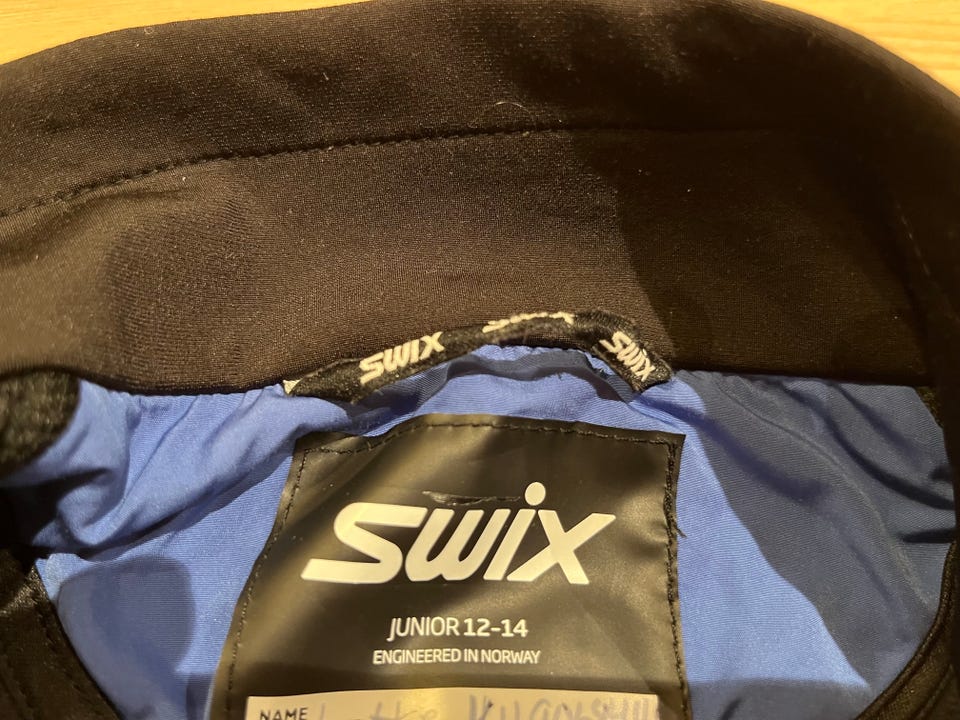 swix swix swix
swix
JUNIOR 12-14
ENGINEERED IN NORWAY
NAME